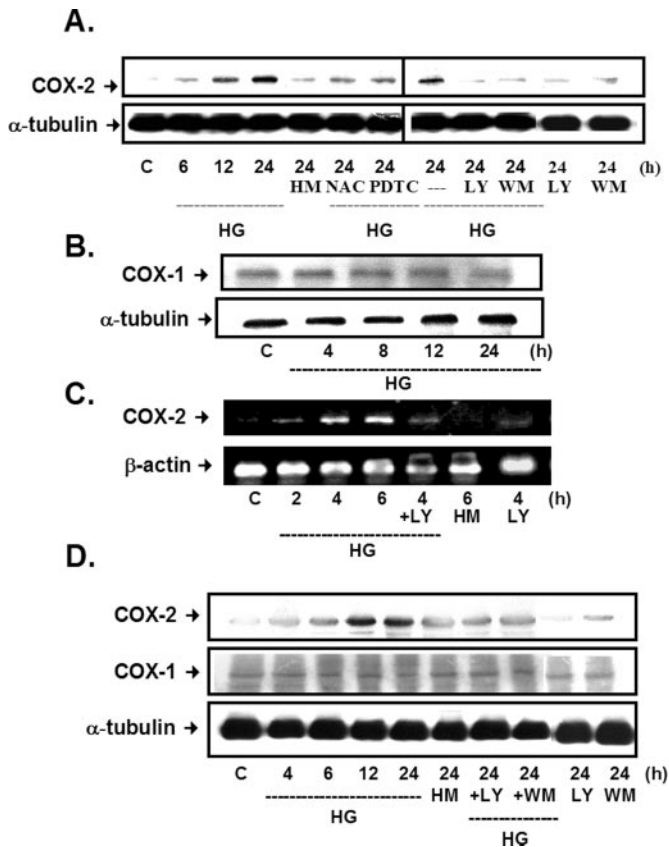 A.
COX-2 →
α-tubulin →
C 6 12 24 24 24 24 24 24 24 24 24 (h)
HM NAC PDTC --- LY WM LY WM
HG HG HG
B.
COX-1 →
α-tubulin →
C 4 8 12 24 (h)
HG
C.
COX-2 →
β-actin →
C 2 4 6 4 6 4 (h)
+LY HM LY
HG
D.
COX-2 →
COX-1 →
α-tubulin →
C 4 6 12 24 24 24 24 24 24 (h)
HM +LY +WM LY WM
HG
HG